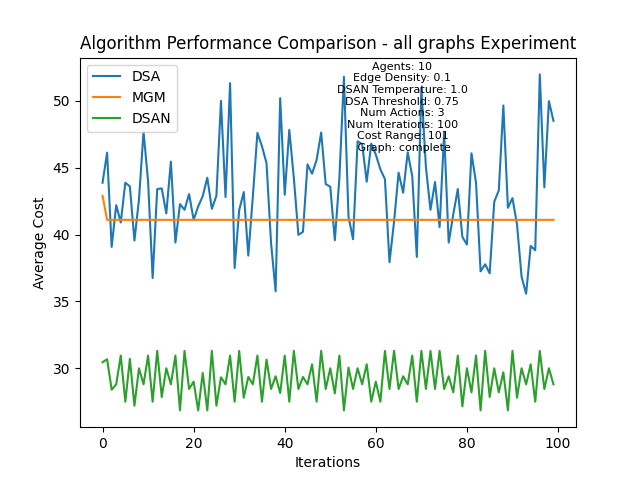 Algorithm Performance Comparison - all graphs Experiment
DSA
MGM
DSAN
Agents: 10
Edge Density: 0.1
DSAN Temperature: 1.0
DSA Threshold: 0.75
Num Actions: 3
Num Iterations: 100
Cost Range: 101
Graph: complete
Average Cost
50
45
40
35
30
0
20
40
60
80
100
Iterations